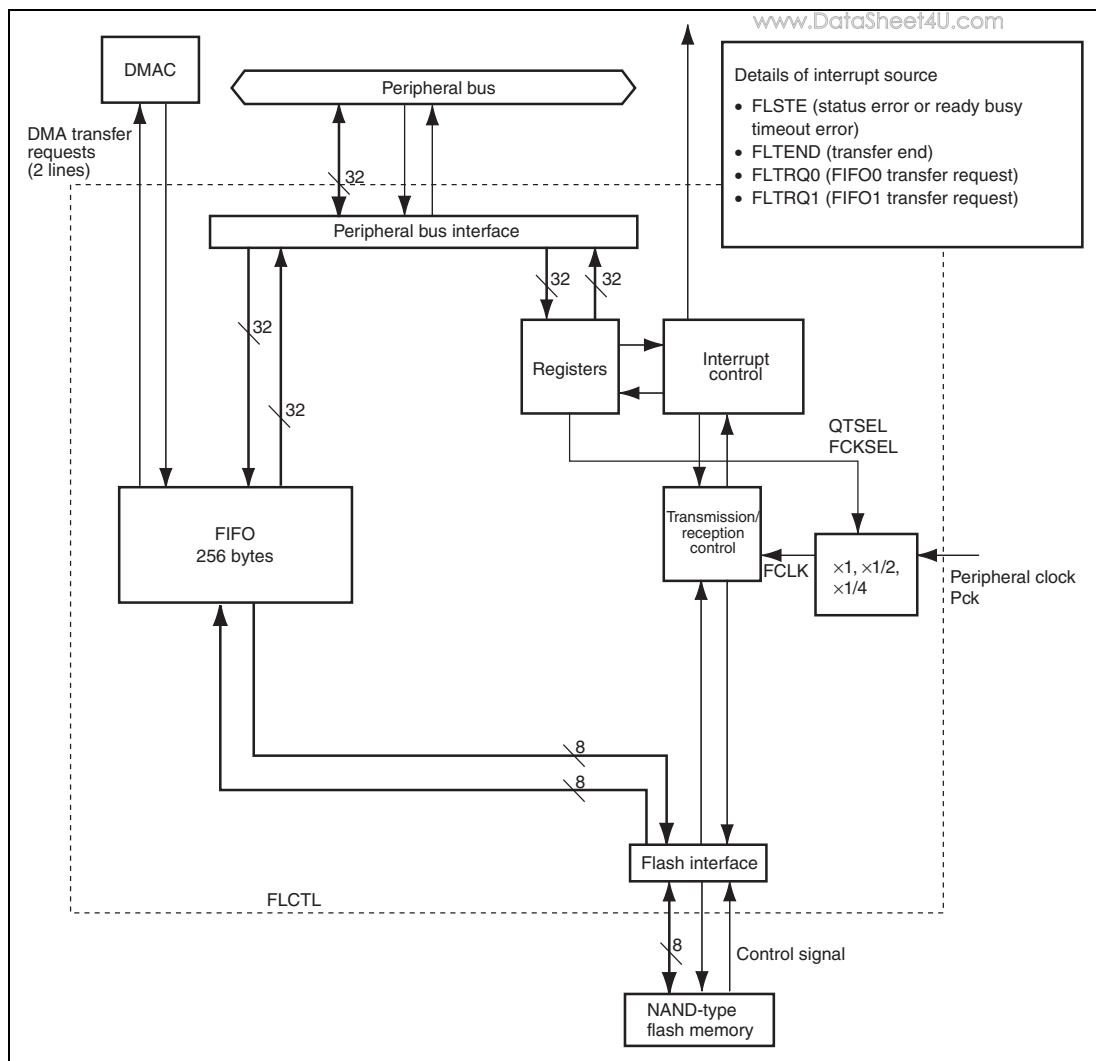 www.DataSheet4U.com
DMAC
Peripheral bus
Details of interrupt source
• FLSTE (status error or ready busy
timeout error)
• FLTEND (transfer end)
• FLTRQ0 (FIFO0 transfer request)
• FLTRQ1 (FIFO1 transfer request)
DMA transfer
requests
(2 lines)
32
Peripheral bus interface
32
32
32
32
Registers
Interrupt
control
QTSEL
FCKSEL
FIFO
256 bytes
Transmission/
reception
control
FCLK
×1, ×1/2,
×1/4
Peripheral clock
Pck
8
8
Flash interface
FLCTL
8
Control signal
NAND-type
flash memory